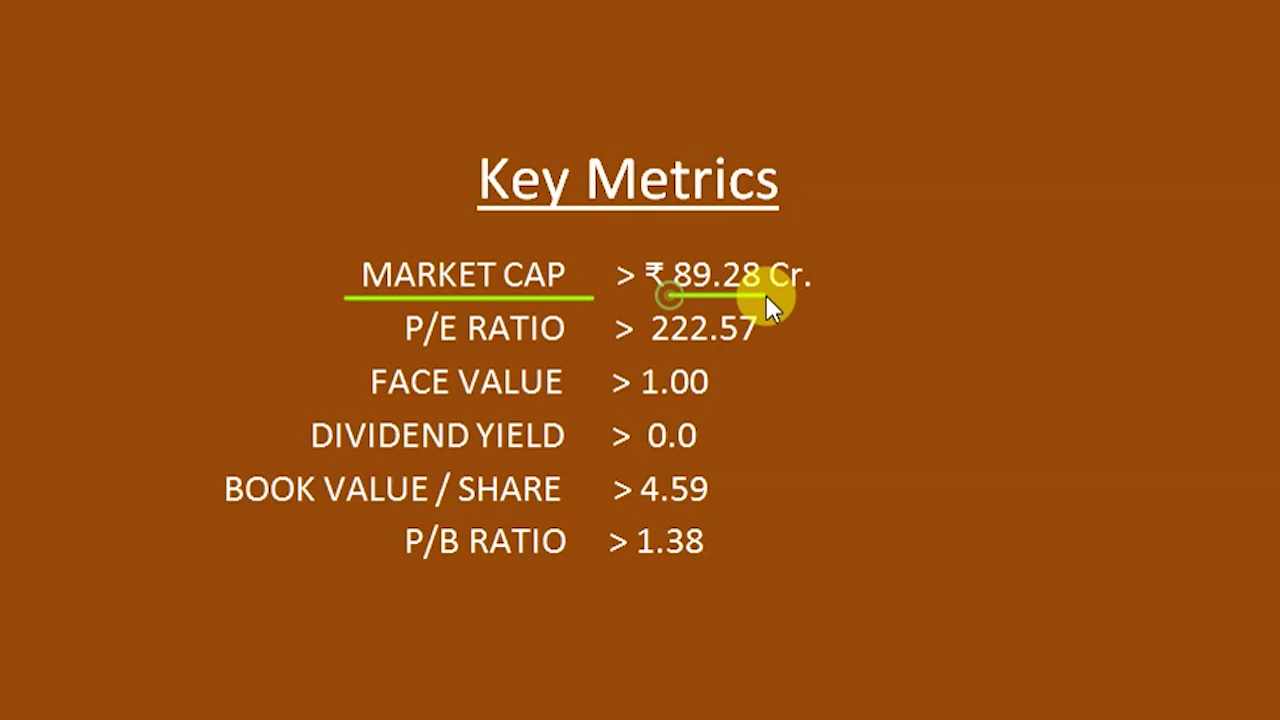 Key Metrics
MARKET CAP > ₹ 89.28 Cr.
P/E RATIO > 222.57
FACE VALUE > 1.00
DIVIDEND YIELD > 0.0
BOOK VALUE / SHARE > 4.59
P/B RATIO > 1.38